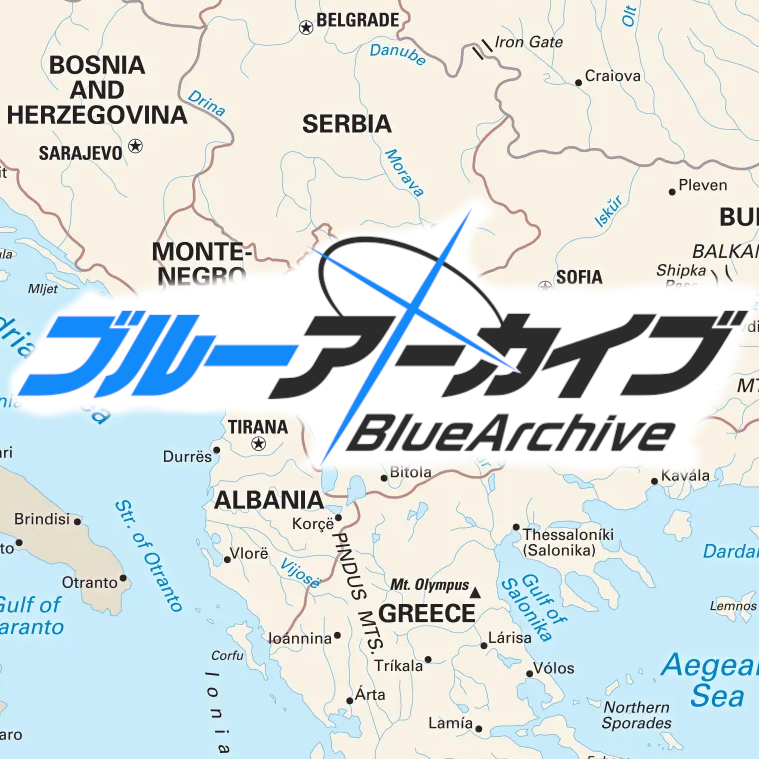 BELGRADE
Iron Gate
Olt
Danube
Craiova
BOSNIA
AND
HERZEGOVINA
Drina
SERBIA
SARAJEVO
Morava
Pleven
Iskŭr
MONTE-
NEGRO
BALKAN
Shipka
SOFIA
Mljet
ブルーアーカイブ
BlueArchive
TIRANA
Durrës
Bitola
Kavála
ALBANIA
Korçë
Brindisi
Str. of Otranto
Thessaloníki
(Salonika)
Vlorë
Vijosë
PINDUS MTS.
Otranto
Mt. Olympus
Gulf of
Salonika
GREECE
Lemnos
Gulf of
aranto
Ioánnina
Lárisa
Corfu
Tríkala
Vólos
Aegean
Sea
Árta
Northern
Sporades
Lamía
Ionia